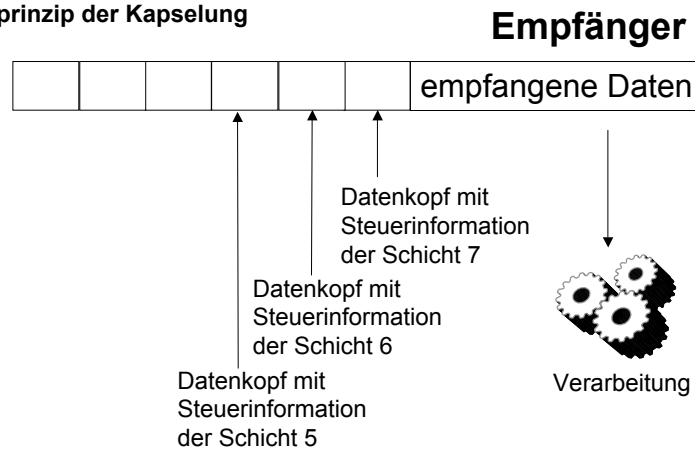 prinzip der Kapselung
Empfänger
empfangene Daten
Datenkopf mit
Steuerinformation
der Schicht 7
Datenkopf mit
Steuerinformation
der Schicht 6
Datenkopf mit
Steuerinformation
der Schicht 5
Verarbeitung